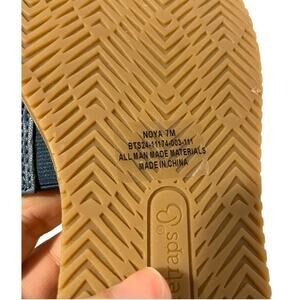 NOYA 7M
BTS24-11174-003-111
ALL MAN MADE MATERIALS
MADE IN CHINA